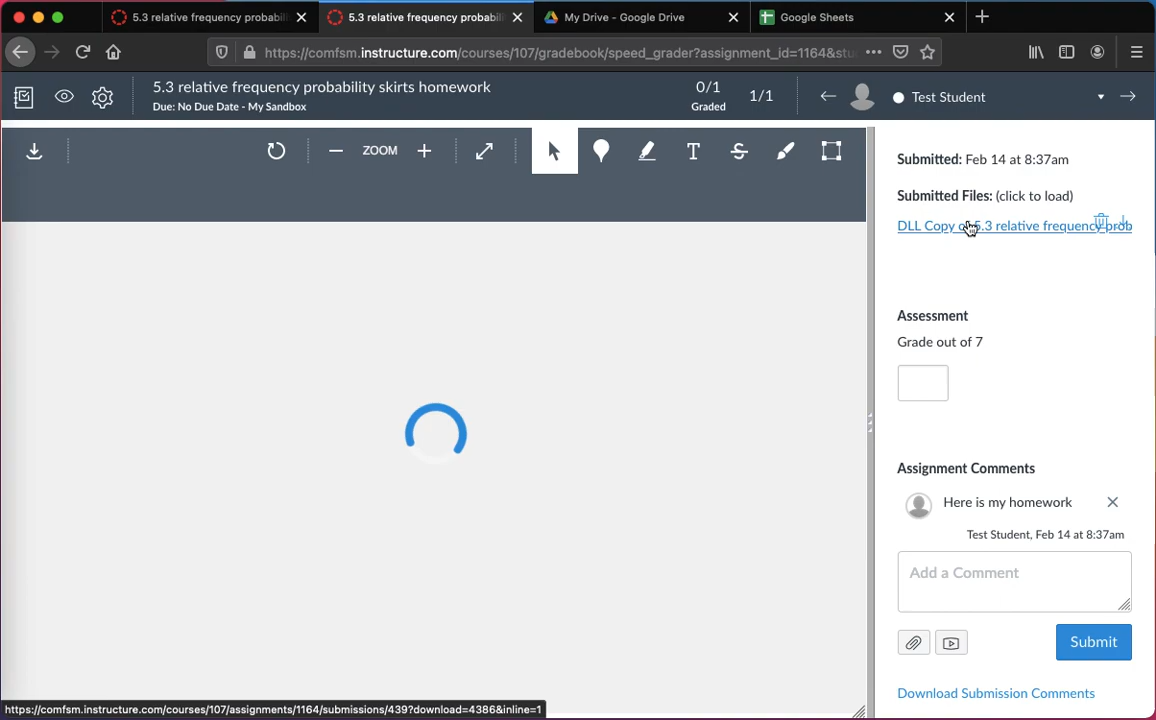 5.3 relative frequency probabili
5.3 relative frequency probabili
My Drive - Google Drive
Google Sheets
https://comfsm.instructure.com/courses/107/gradebook/speed_grader?assignment_id=1164&stu
5.3 relative frequency probability skirts homework
Due: No Due Date - My Sandbox
0/1
Graded
1/1
Test Student
ZOOM
T
S
Submitted: Feb 14 at 8:37am
Submitted Files: (click to load)
DLL Copy 5.3 relative frequency prob
Assessment
Grade out of 7
Assignment Comments
Here is my homework
Test Student, Feb 14 at 8:37am
Add a Comment
Submit
Download Submission Comments
https://comfsm.instructure.com/courses/107/assignments/1164/submissions/439?download=4386&inline=1